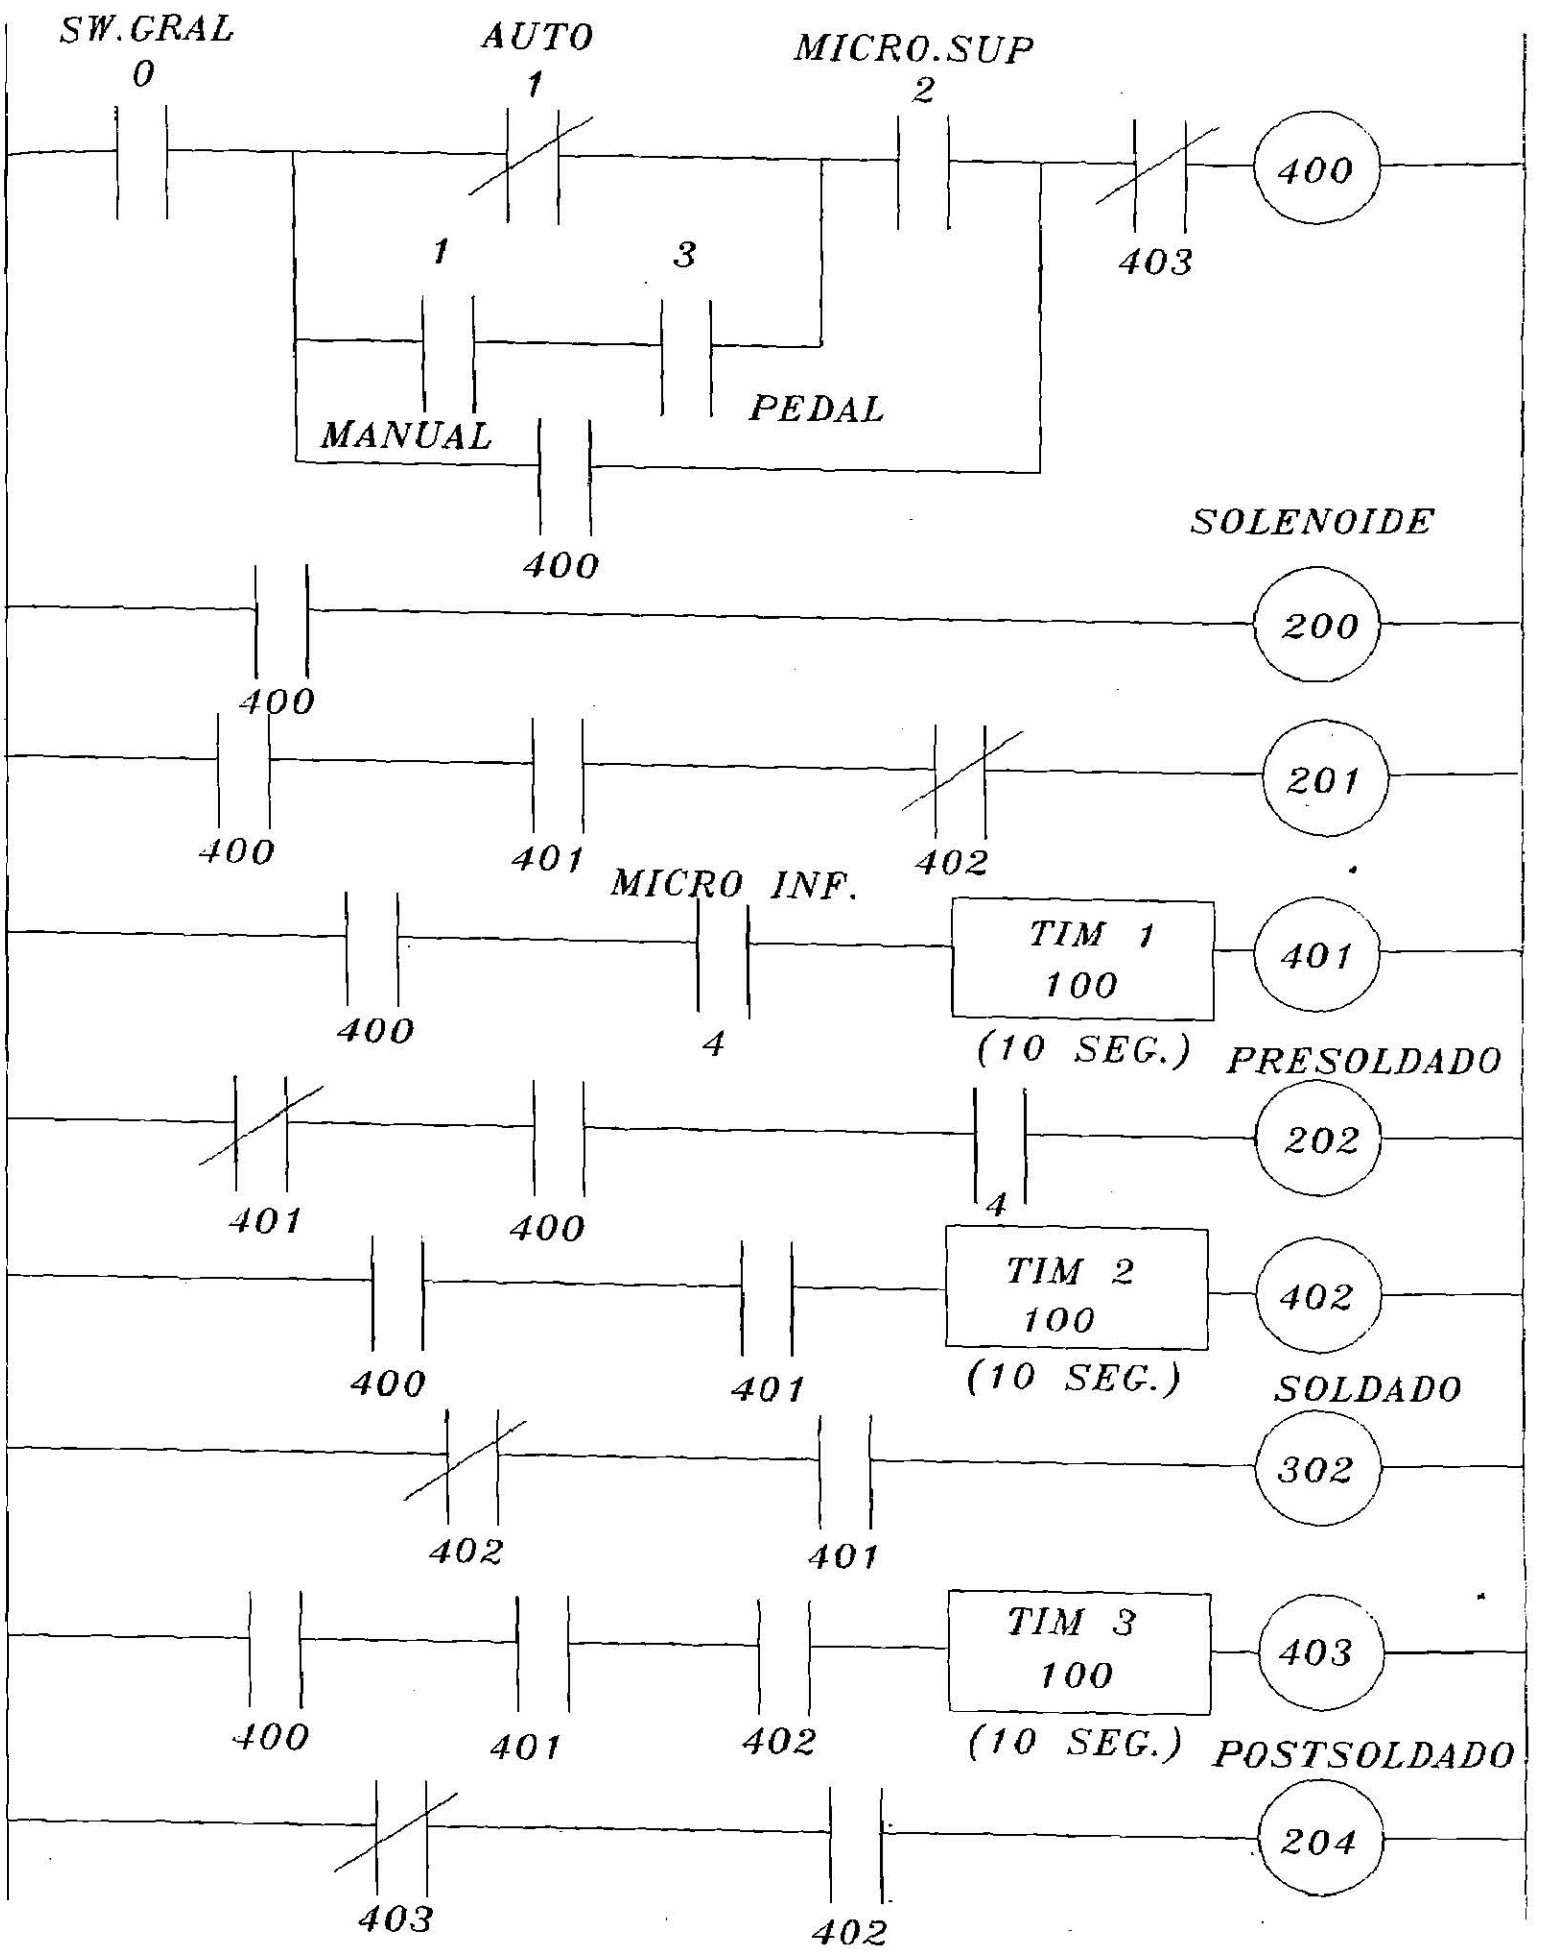 SW.GRAL
0
AUTO
1
MICRO.SUP
2
400
403
1
3
MANUAL
PEDAL
400
SOLENOIDE
200
400
201
400
401
402
MICRO INF.
TIM 1
100
401
400
4
(10 SEG.)
PRESOLDADO
202
401
400
4
TIM 2
100
402
400
401
(10 SEG.)
SOLDADO
302
402
401
TIM 3
100
403
400
401
402
(10 SEG.)
POSTSOLDADO
204
403
402